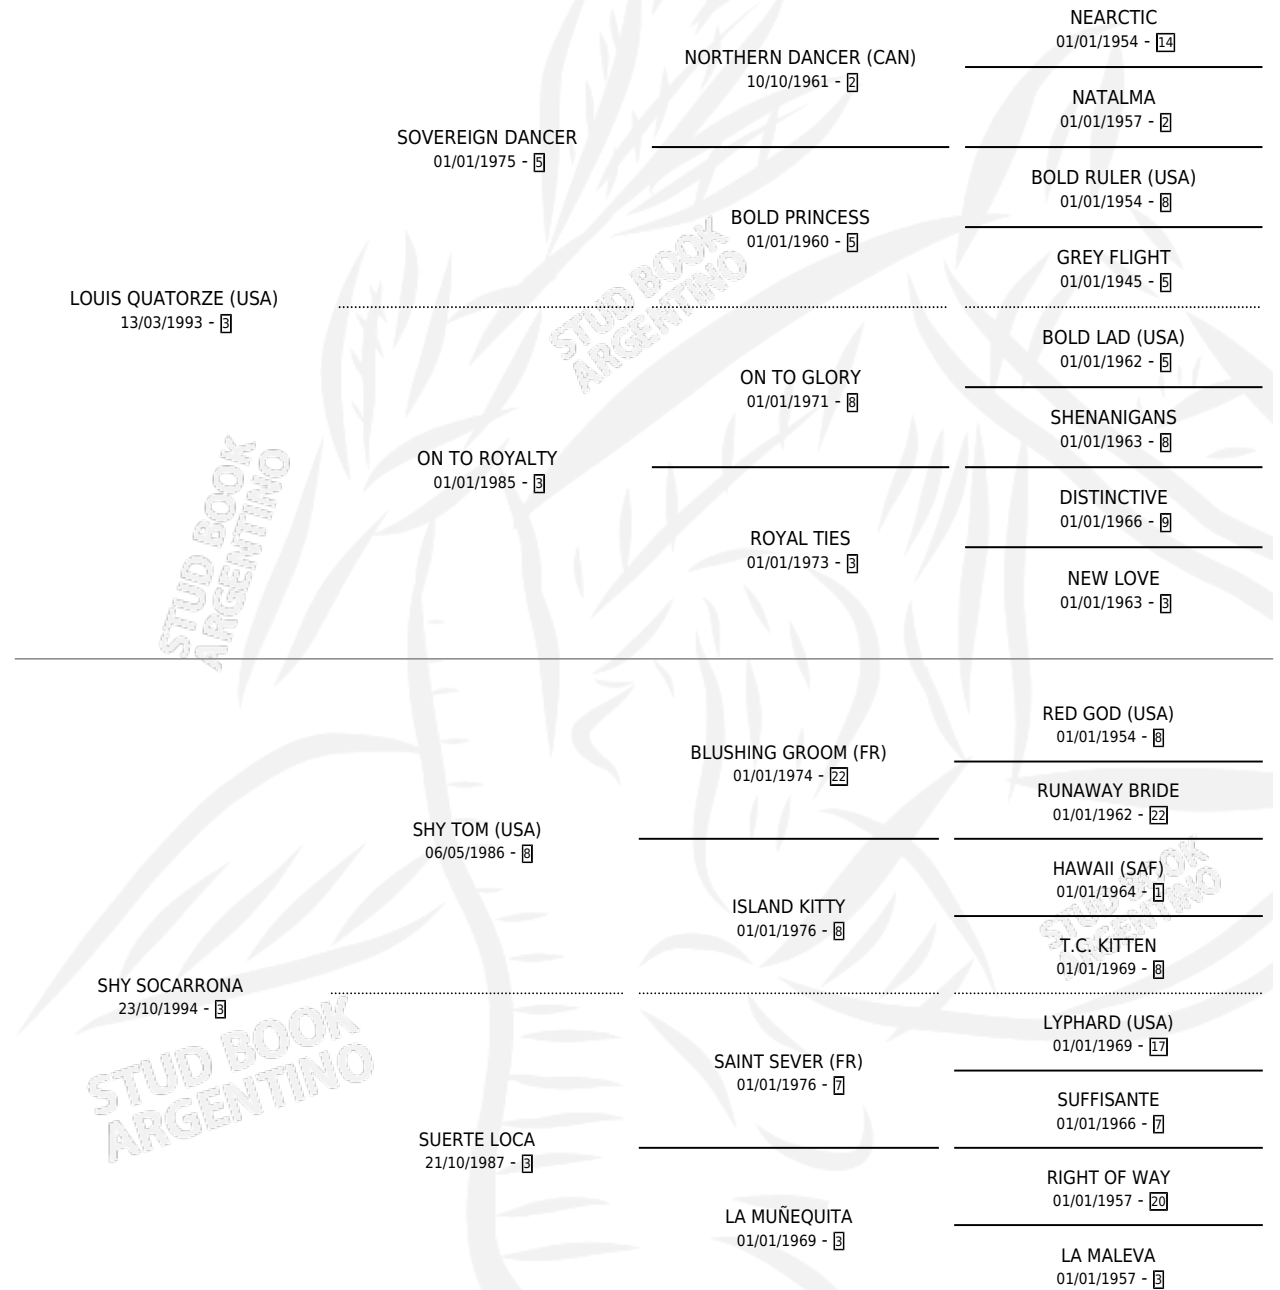 NEARCTIC
01/01/1954 - 14
NORTHERN DANCER (CAN)
10/10/1961 - 2
NATALMA
01/01/1957 - 2
SOVEREIGN DANCER
01/01/1975 - 5
BOLD RULER (USA)
01/01/1954 - 8
BOLD PRINCESS
01/01/1960 - 5
GREY FLIGHT
01/01/1945 - 5
LOUIS QUATORZE (USA)
13/03/1993 - 3
BOLD LAD (USA)
01/01/1962 - 5
ON TO GLORY
01/01/1971 - 8
SHENANIGANS
01/01/1963 - 8
ON TO ROYALTY
01/01/1985 - 3
DISTINCTIVE
01/01/1966 - 9
ROYAL TIES
01/01/1973 - 3
NEW LOVE
01/01/1963 - 3
RED GOD (USA)
01/01/1954 - 8
BLUSHING GROOM (FR)
01/01/1974 - 22
RUNAWAY BRIDE
01/01/1962 - 22
SHY TOM (USA)
06/05/1986 - 8
HAWAII (SAF)
01/01/1964 - 1
ISLAND KITTY
01/01/1976 - 8
T.C. KITTEN
01/01/1969 - 8
SHY SOCARRONA
23/10/1994 - 3
LYPHARD (USA)
01/01/1969 - 17
SAINT SEVER (FR)
01/01/1976 - 7
SUFFISANTE
01/01/1966 - 7
SUERTE LOCA
21/10/1987 - 3
RIGHT OF WAY
01/01/1957 - 20
LA MUÑEQUITA
01/01/1969 - 3
LA MALEVA
01/01/1957 - 3
STUD BOOK
ARGENTINO
STUD BOOK
ARGENTINO
STUD BOOK
ARGENTINO
STUD BOOK
ARGENTINO